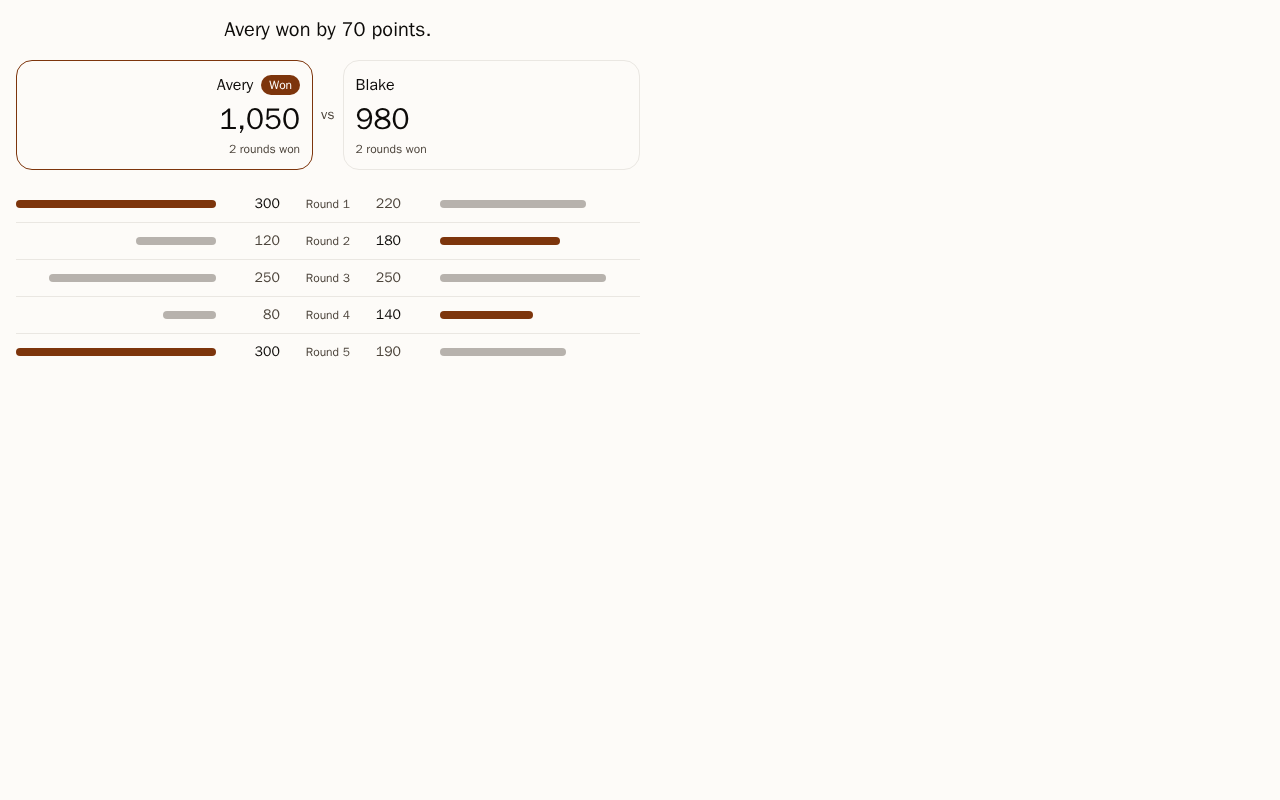 Avery won by 70 points.
Avery Won
1,050
2 rounds won
vs
Blake
980
2 rounds won
300 Round 1 220
120 Round 2 180
250 Round 3 250
80 Round 4 140
300 Round 5 190